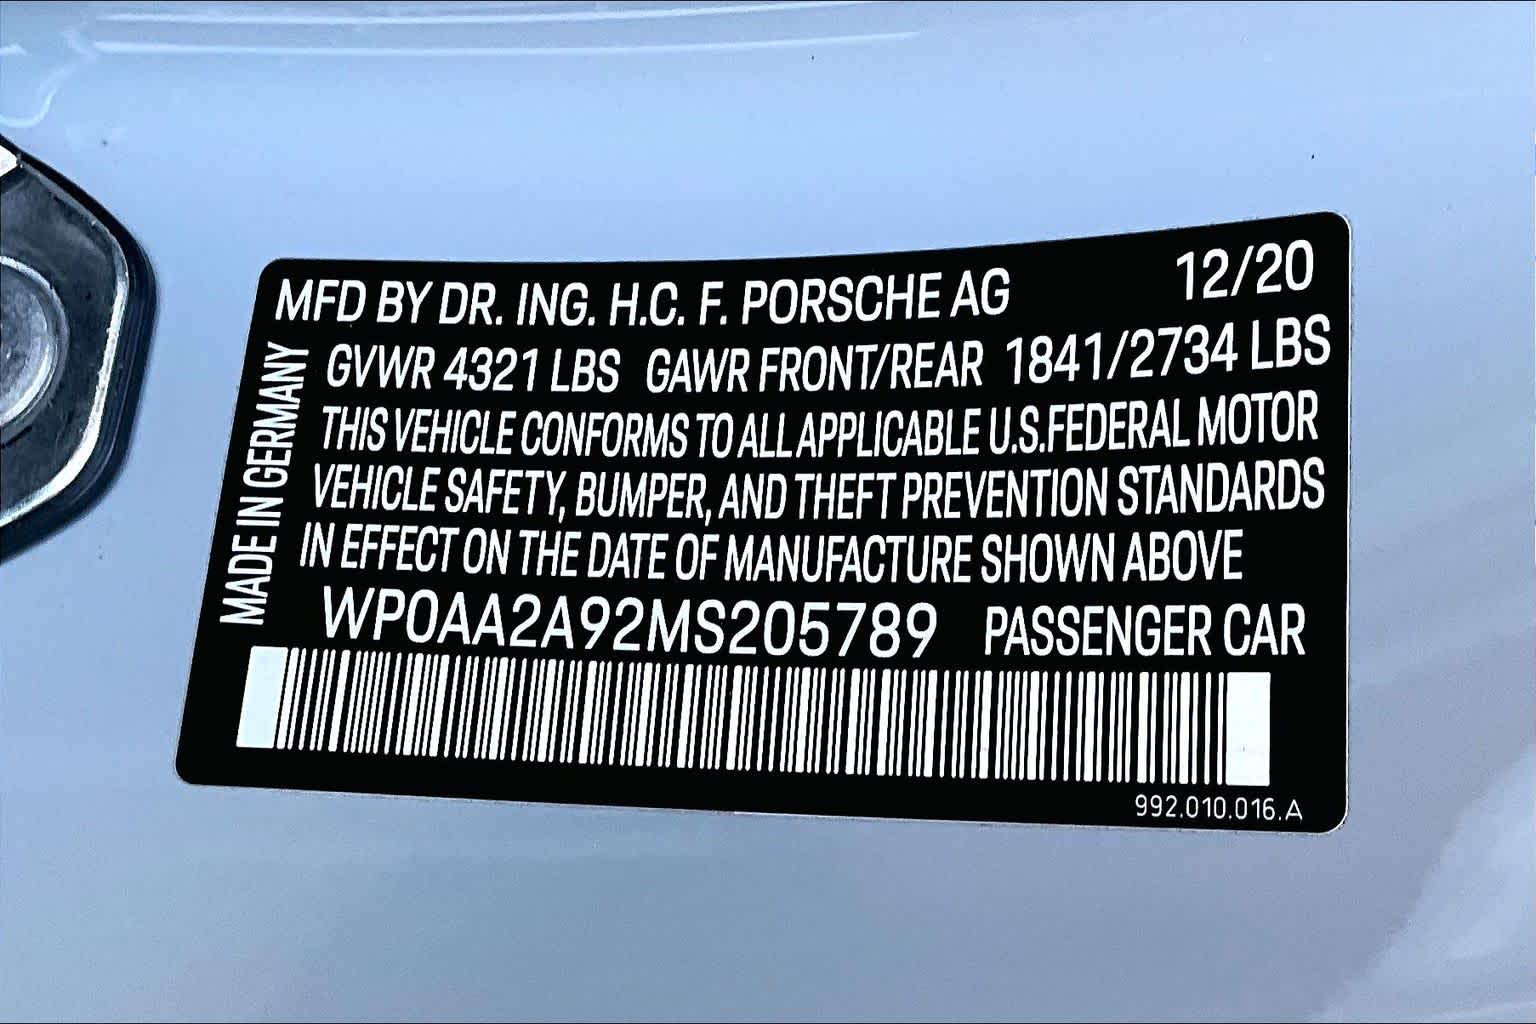 MFD BY DR. ING. H.C. F. PORSCHE AG 12/20
GVWR 4321 LBS GAWR FRONT/REAR 1841/2734 LBS
THIS VEHICLE CONFORMS TO ALL APPLICABLE U.S.FEDERAL MOTOR
VEHICLE SAFETY, BUMPER, AND THEFT PREVENTION STANDARDS
IN EFFECT ON THE DATE OF MANUFACTURE SHOWN ABOVE
MADE IN GERMANY
WP0AA2A92MS205789 PASSENGER CAR
992.010.016.A